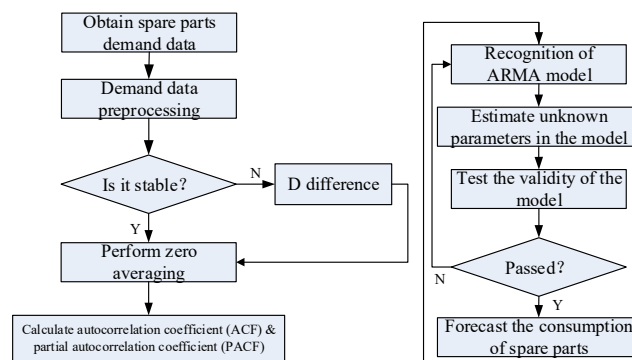 Obtain spare parts
demand data
Demand data
preprocessing
Is it stable?
N
D difference
Y
Perform zero
averaging
Calculate autocorrelation coefficient (ACF) &
partial autocorrelation coefficient (PACF)
Recognition of
ARMA model
Estimate unknown
parameters in the model
Test the validity of the
model
Passed?
N
Y
Forecast the consumption
of spare parts